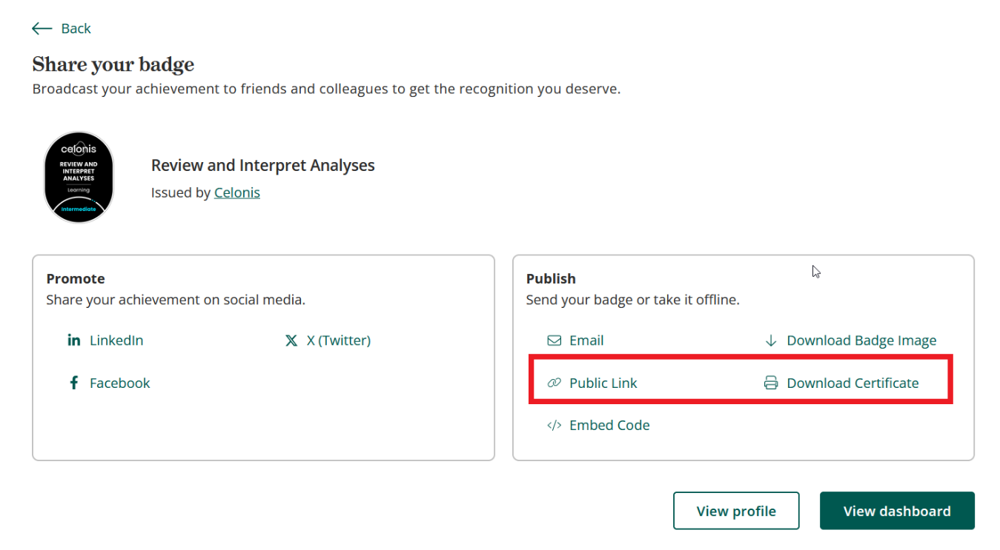 Back
Share your badge
Broadcast your achievement to friends and colleagues to get the recognition you deserve.
celonis
REVIEW AND
INTERPRET
ANALYSES
Learning
Intermediate
Review and Interpret Analyses
Issued by Celonis
Promote
Share your achievement on social media.
in LinkedIn
X X (Twitter)
f Facebook
Publish
Send your badge or take it offline.
Email
Download Badge Image
Public Link
Download Certificate
</> Embed Code
View profile
View dashboard